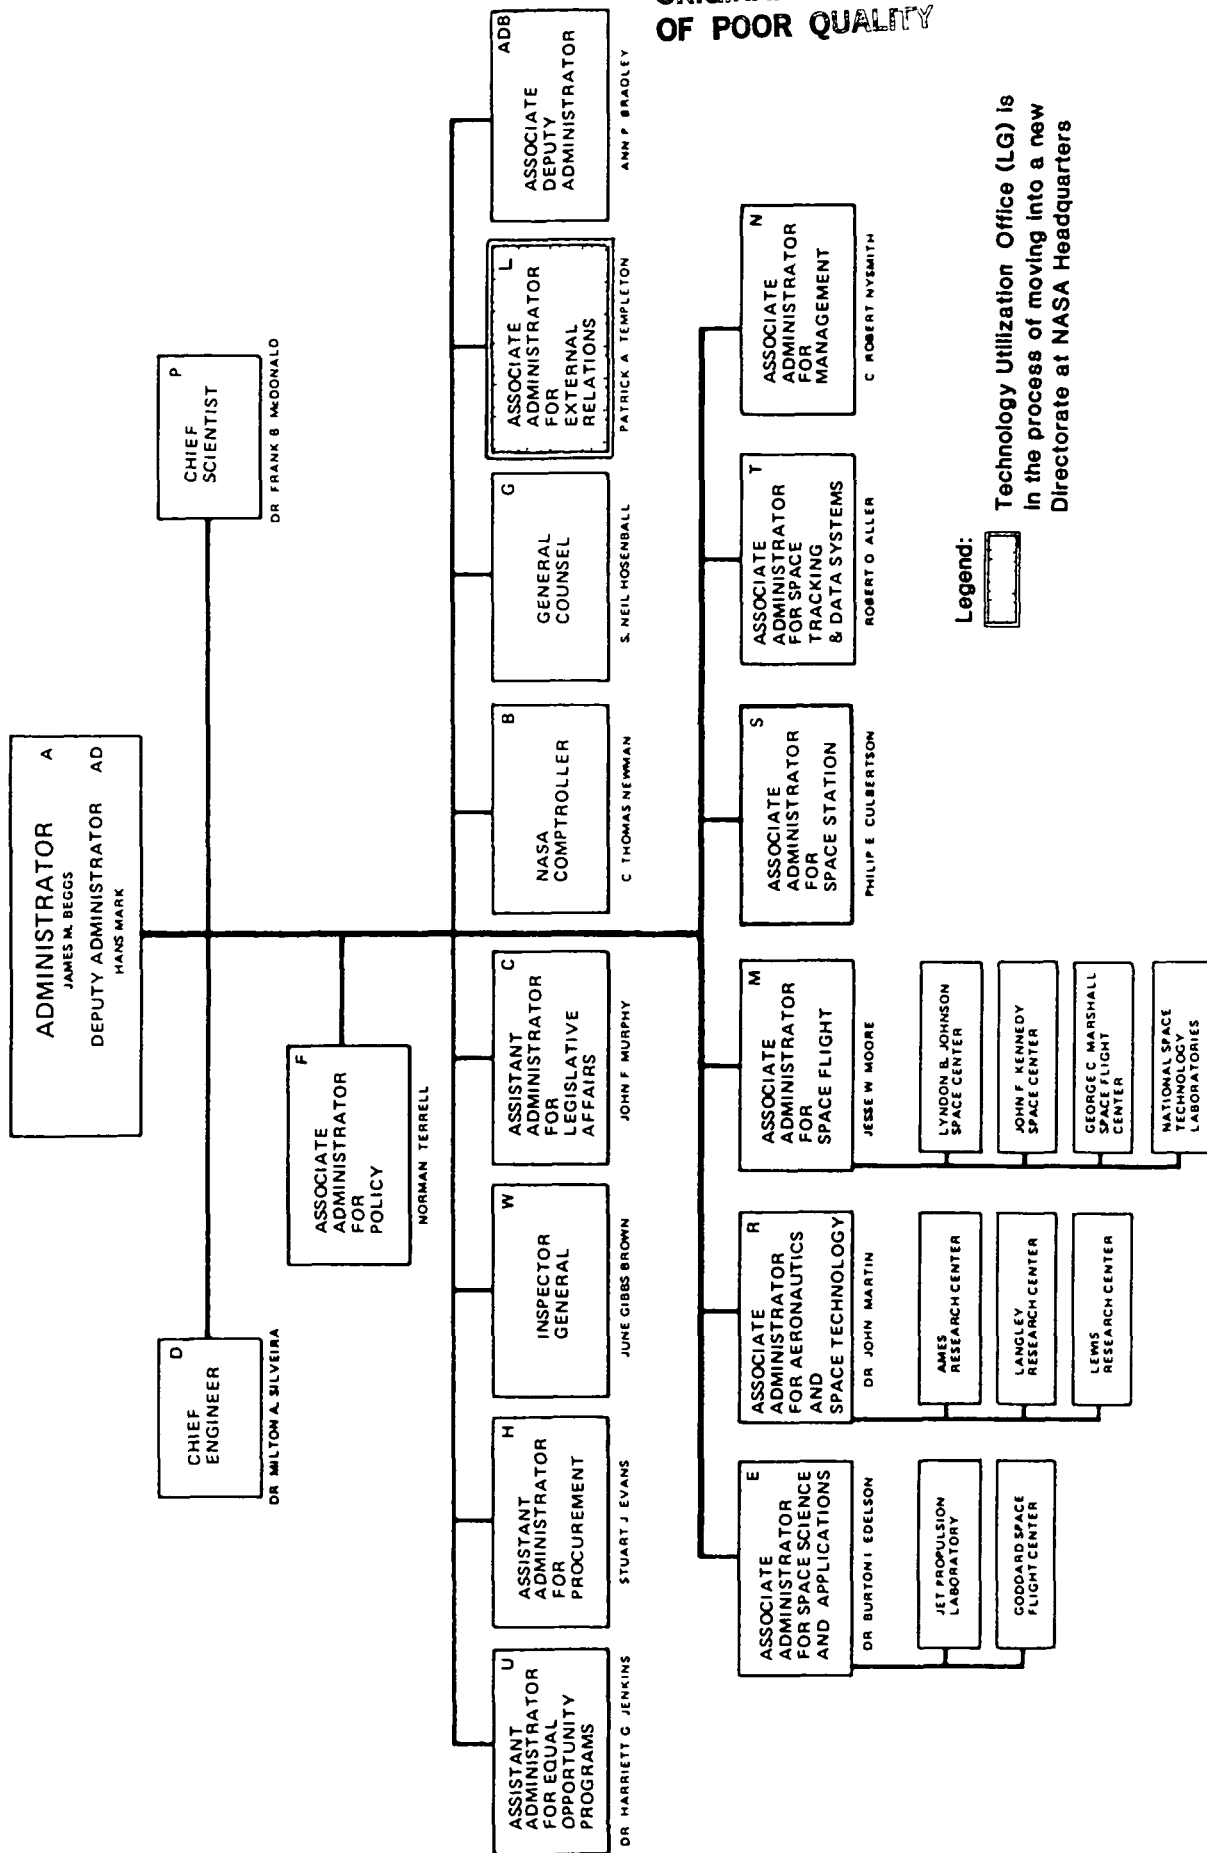 OF POOR QUALITY
ADMINISTRATOR A
JAMES M. BEGGS
DEPUTY ADMINISTRATOR AD
HANS MARK
D
CHIEF
ENGINEER
DR MILTON A. SILVEIRA
P
CHIEF
SCIENTIST
DR FRANK B McDONALD
F
ASSOCIATE
ADMINISTRATOR
FOR
POLICY
NORMAN TERRELL
U
ASSISTANT
ADMINISTRATOR
FOR EQUAL
OPPORTUNITY
PROGRAMS
DR HARRIETT G JENKINS
H
ASSISTANT
ADMINISTRATOR
FOR
PROCUREMENT
STUART J EVANS
W
INSPECTOR
GENERAL
JUNE GIBBS BROWN
C
ASSISTANT
ADMINISTRATOR
FOR
LEGISLATIVE
AFFAIRS
JOHN F MURPHY
B
NASA
COMPTROLLER
C THOMAS NEWMAN
G
GENERAL
COUNSEL
S. NEIL HOSENBALL
L
ASSOCIATE
ADMINISTRATOR
FOR
EXTERNAL
RELATIONS
PATRICK A TEMPLETON
ADB
ASSOCIATE
DEPUTY
ADMINISTRATOR
ANN P BRADLEY
E
ASSOCIATE
ADMINISTRATOR
FOR SPACE SCIENCE
AND APPLICATIONS
DR BURTON I EDELSON
JET PROPULSION
LABORATORY
GODDARD SPACE
FLIGHT CENTER
R
ASSOCIATE
ADMINISTRATOR
FOR AERONAUTICS
AND
SPACE TECHNOLOGY
DR JOHN MARTIN
AMES
RESEARCH CENTER
LANGLEY
RESEARCH CENTER
LEWIS
RESEARCH CENTER
M
ASSOCIATE
ADMINISTRATOR
FOR
SPACE FLIGHT
JESSE W MOORE
LYNDON B. JOHNSON
SPACE CENTER
JOHN F. KENNEDY
SPACE CENTER
GEORGE C. MARSHALL
SPACE FLIGHT
CENTER
NATIONAL SPACE
TECHNOLOGY
LABORATORIES
S
ASSOCIATE
ADMINISTRATOR
FOR
SPACE STATION
PHILIP E CULBERTSON
T
ASSOCIATE
ADMINISTRATOR
FOR SPACE
TRACKING
& DATA SYSTEMS
ROBERT O ALLER
N
ASSOCIATE
ADMINISTRATOR
FOR
MANAGEMENT
C ROBERT NYSMITH
Legend:
Technology Utilization Office (LG) is
in the process of moving into a new
Directorate at NASA Headquarters